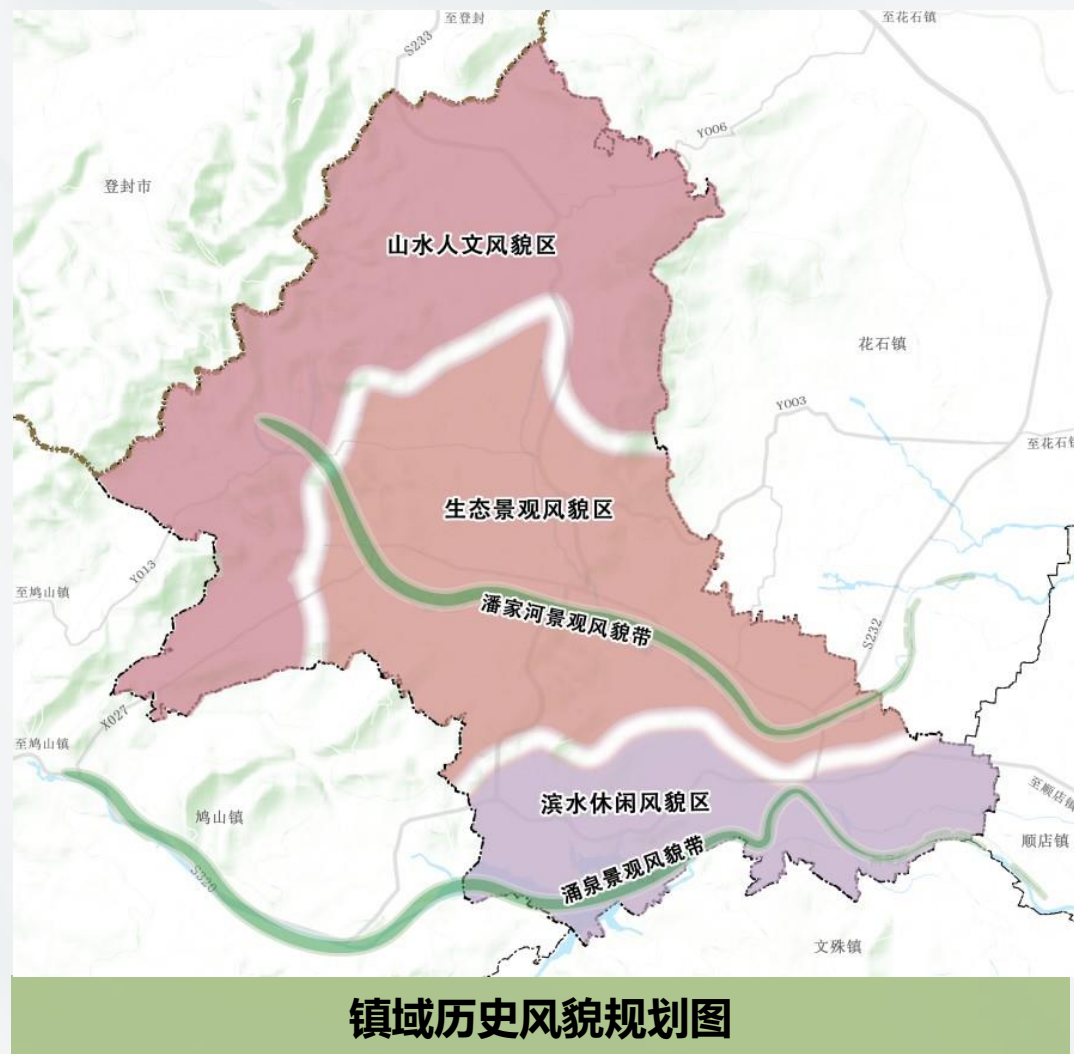 至登封
至花石镇
S233
Y006
登封市
山水人文风貌区
花石镇
Y003
至花石镇
生态景观风貌区
Y013
至鸠山镇
潘家河景观风貌带
S232
X027
至鸠山镇
至顺店镇
滨水休闲风貌区
鸠山镇
顺店镇
涌泉景观风貌带
S320
文殊镇
镇域历史风貌规划图